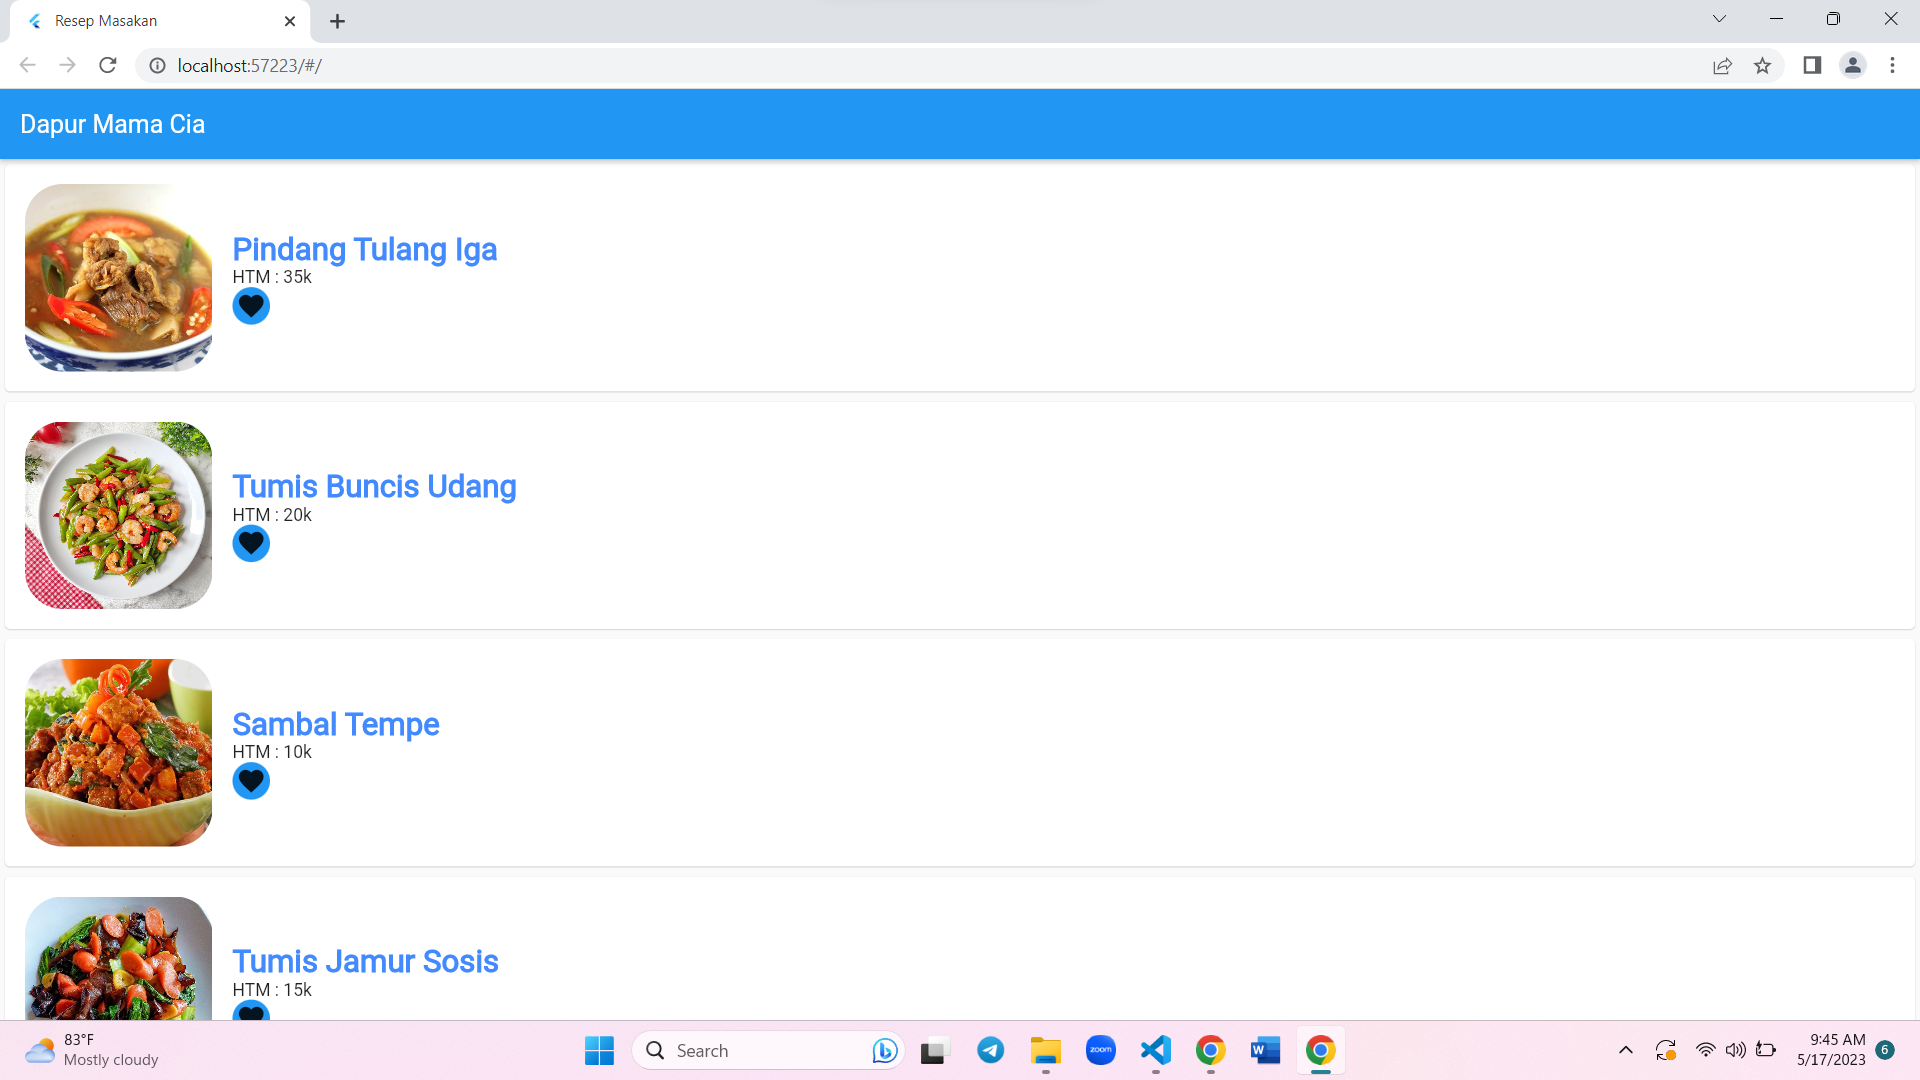 Resep Masakan
localhost:57223/#/
Dapur Mama Cia
Pindang Tulang Iga
HTM : 35k
Tumis Buncis Udang
HTM : 20k
Sambal Tempe
HTM : 10k
Tumis Jamur Sosis
HTM : 15k
83°F
Mostly cloudy
Search
zoom
W
9:45 AM
5/17/2023
6